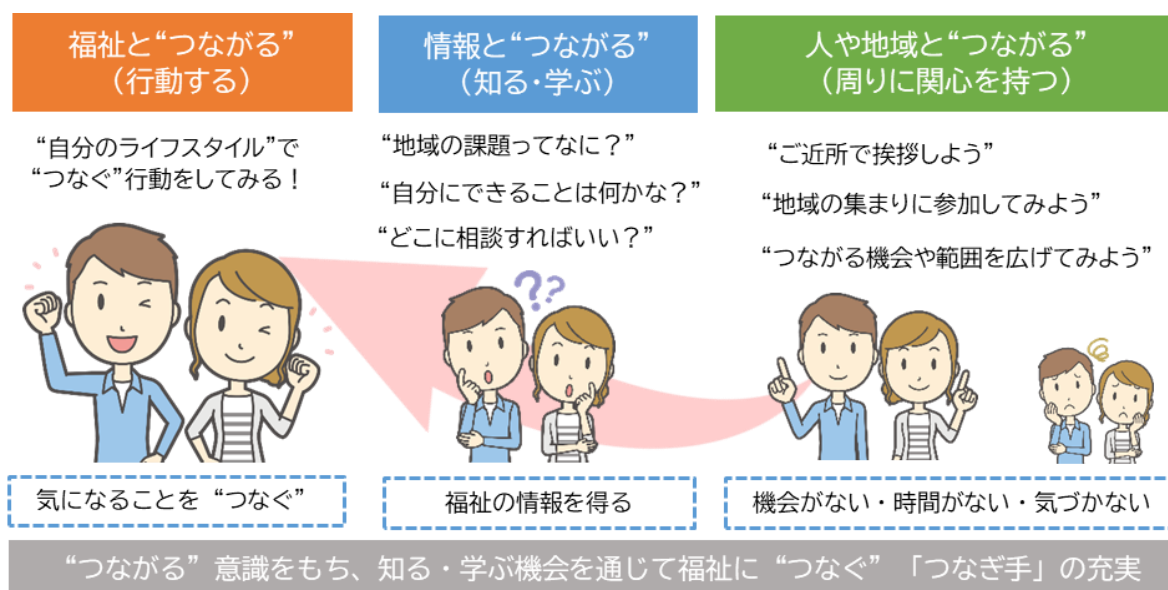 福祉と“つながる”
（行動する）
“自分のライフスタイル”で
“つなぐ”行動をしてみる！
気になることを “つなぐ”
情報と“つながる”
（知る・学ぶ）
“地域の課題ってなに？”
“自分にできることは何かな？”
“どこに相談すればいい？”
??
福祉の情報を得る
人や地域と“つながる”
（周りに関心を持つ）
“ご近所で挨拶しよう”
“地域の集まりに参加してみよう”
“つながる機会や範囲を広げてみよう”
機会がない・時間がない・気づかない
“つながる” 意識をもち、知る・学ぶ機会を通じて福祉に “つなぐ” 「つなぎ手」の充実